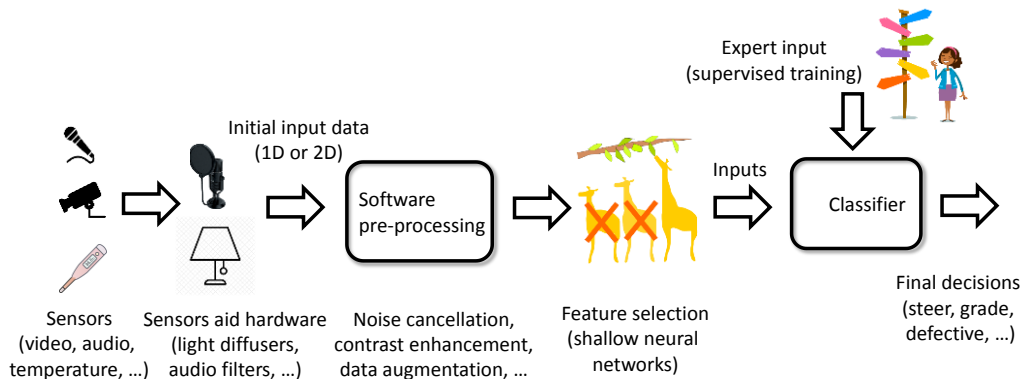 Expert input
(supervised training)
Initial input data
(1D or 2D)
Software
pre-processing
Inputs
Classifier
Sensors
(video, audio,
temperature, …)
Sensors aid hardware
(light diffusers,
audio filters, …)
Noise cancellation,
contrast enhancement,
data augmentation, …
Feature selection
(shallow neural
networks)
Final decisions
(steer, grade,
defective, …)